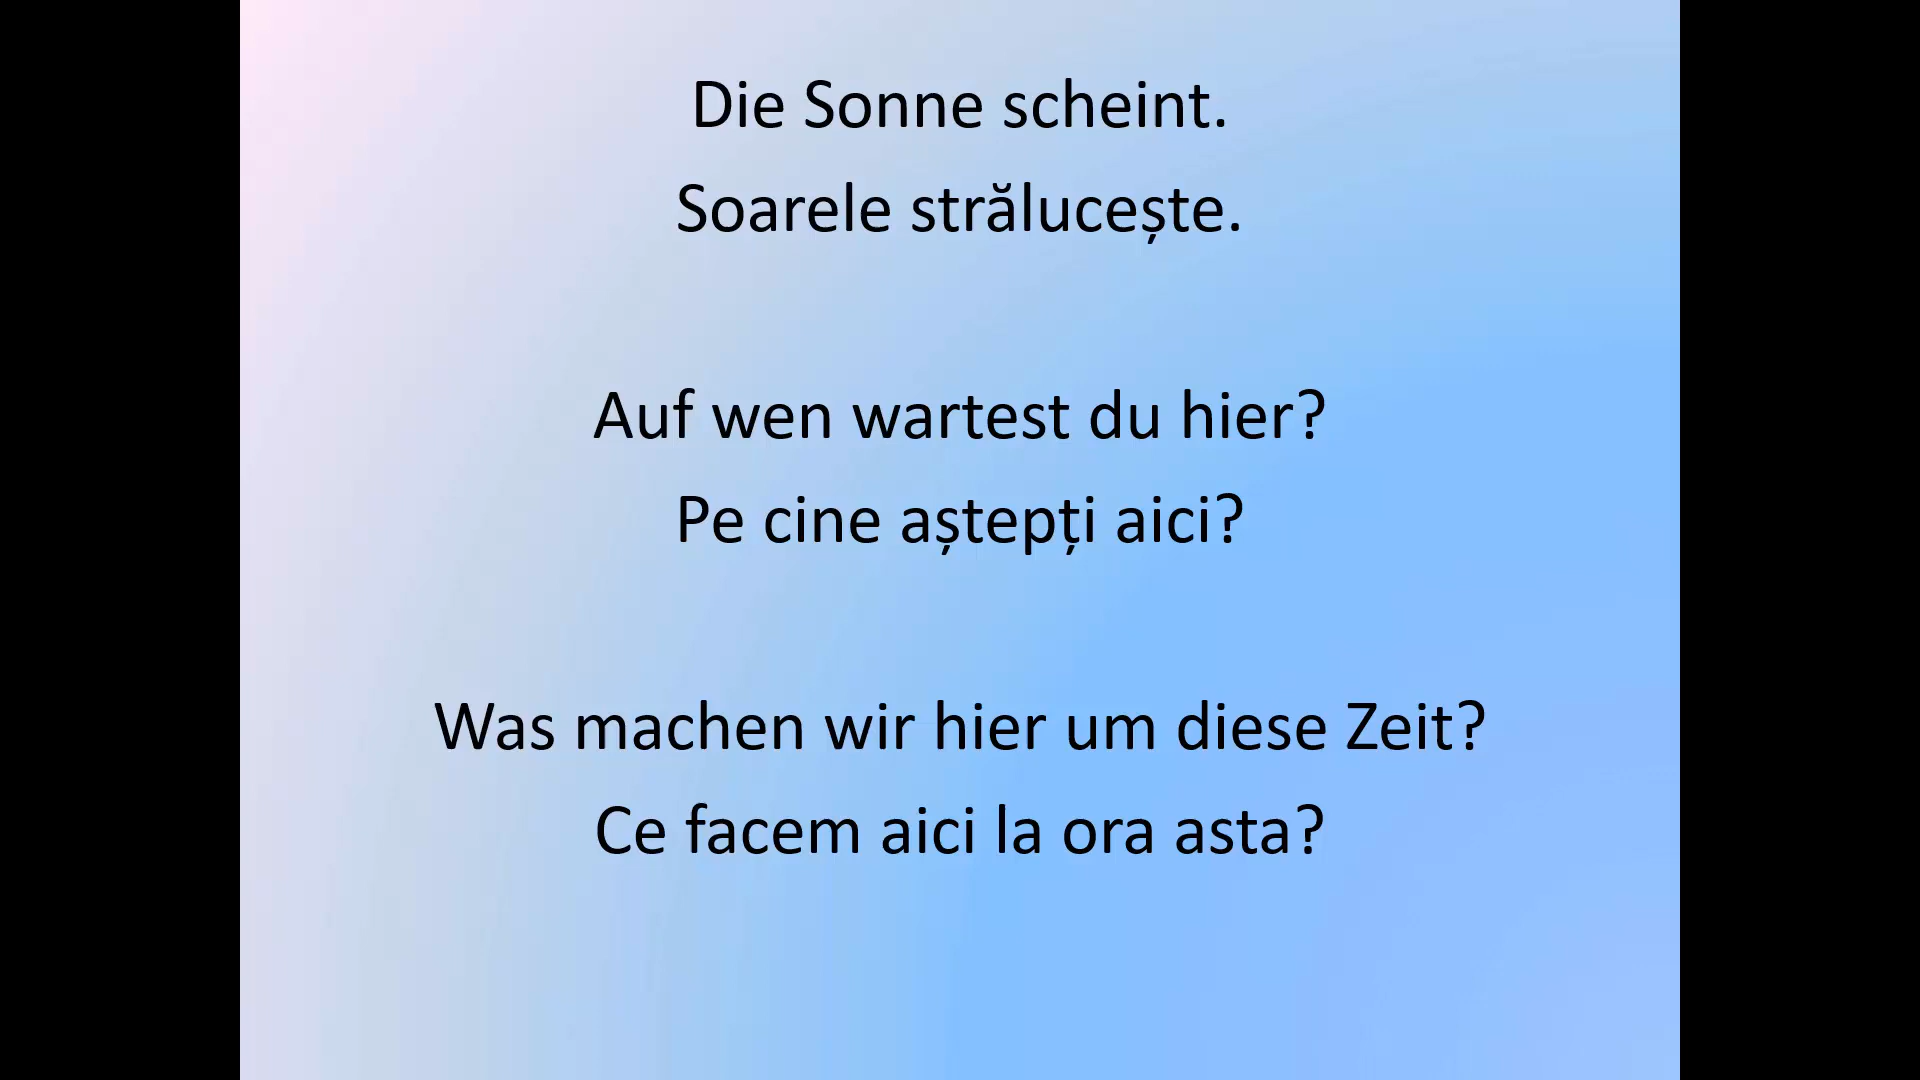 Die Sonne scheint.
Soarele strălucește.
Auf wen wartest du hier?
Pe cine aștepți aici?
Was machen wir hier um diese Zeit?
Ce facem aici la ora asta?